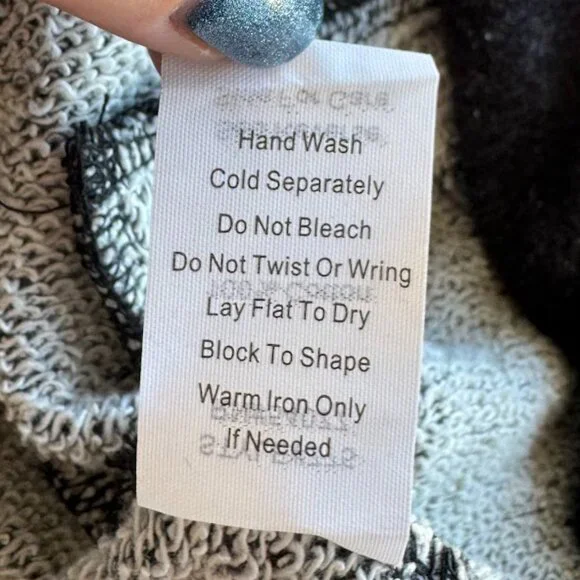 Hand Wash
Cold Separately
Do Not Bleach
Do Not Twist Or Wring
Lay Flat To Dry
Block To Shape
Warm Iron Only
If Needed